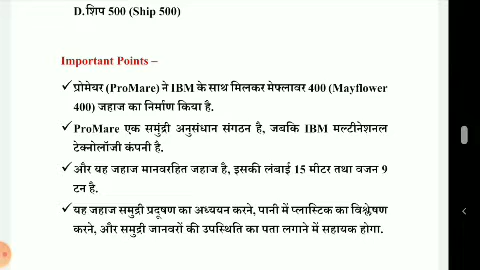 D.शिप 500 (Ship 500)
Important Points –
✓प्रोमेयर (ProMare) ने IBM के साथ मिलकर मेफ्लावर 400 (Mayflower
400) जहाज का निर्माण किया है.
✓ProMare एक समुंद्री अनुसंधान संगठन है, जबकि IBM मल्टीनेशनल
टेक्नोलॉजी कंपनी है.
✓और यह जहाज मानवरहित जहाज है, इसकी लंबाई 15 मीटर तथा वजन 9
टन है.
✓यह जहाज समुद्री प्रदूषण का अध्ययन करने, पानी में प्लास्टिक का विश्लेषण
करने, और समुद्री जानवरों की उपस्थिति का पता लगाने में सहायक होगा.